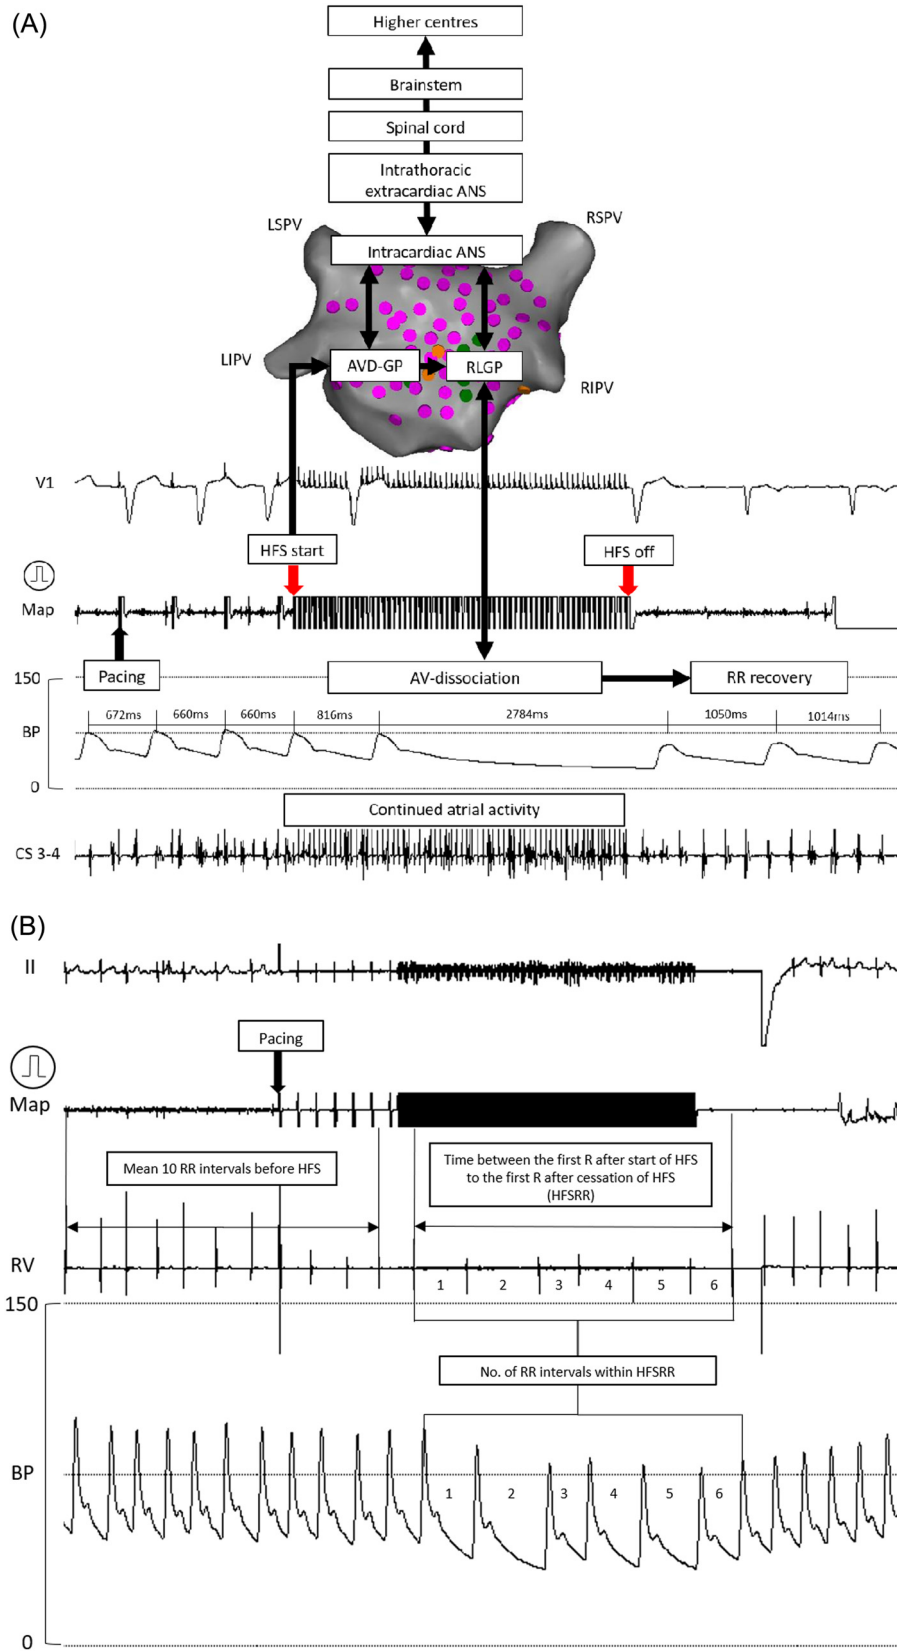 (A)
Higher centres
Brainstem
Spinal cord
Intrathoracic
extracardiac ANS
LSPV
RSPV
Intracardiac ANS
LIPV
AVD-GP
RLGP
RIPV
V1
HFS start
HFS off
Map
Pacing
AV-dissociation
RR recovery
150
672ms
660ms
660ms
816ms
2784ms
1050ms
1014ms
BP
0
Continued atrial activity
CS 3-4
(B)
II
Pacing
Map
Mean 10 RR intervals before HFS
Time between the first R after start of HFS
to the first R after cessation of HFS
(HFSRR)
RV
1 2 3 4 5 6
150
No. of RR intervals within HFSRR
BP
1 2 3 4 5 6
0